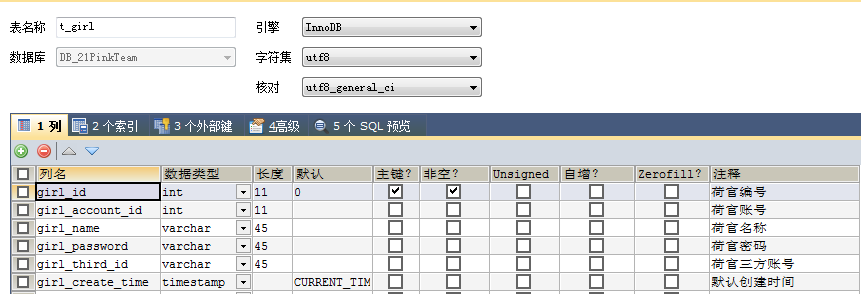 表名称 t_girl 引擎 InnoDB
数据库 DB_21PinkTeam 字符集 utf8
核对 utf8_general_ci
1 列 2 个索引 3 个外部键 4高级 5 个 SQL 预览
列名 数据类型 长度 默认 主键? 非空? Unsigned 自增? Zerofill? 注释
girl_id int 11 0 荷官编号
girl_account_id int 11 荷官账号
girl_name varchar 45 荷官名称
girl_password varchar 45 荷官密码
girl_third_id varchar 45 荷官三方账号
girl_create_time timestamp CURRENT_TIM 默认创建时间